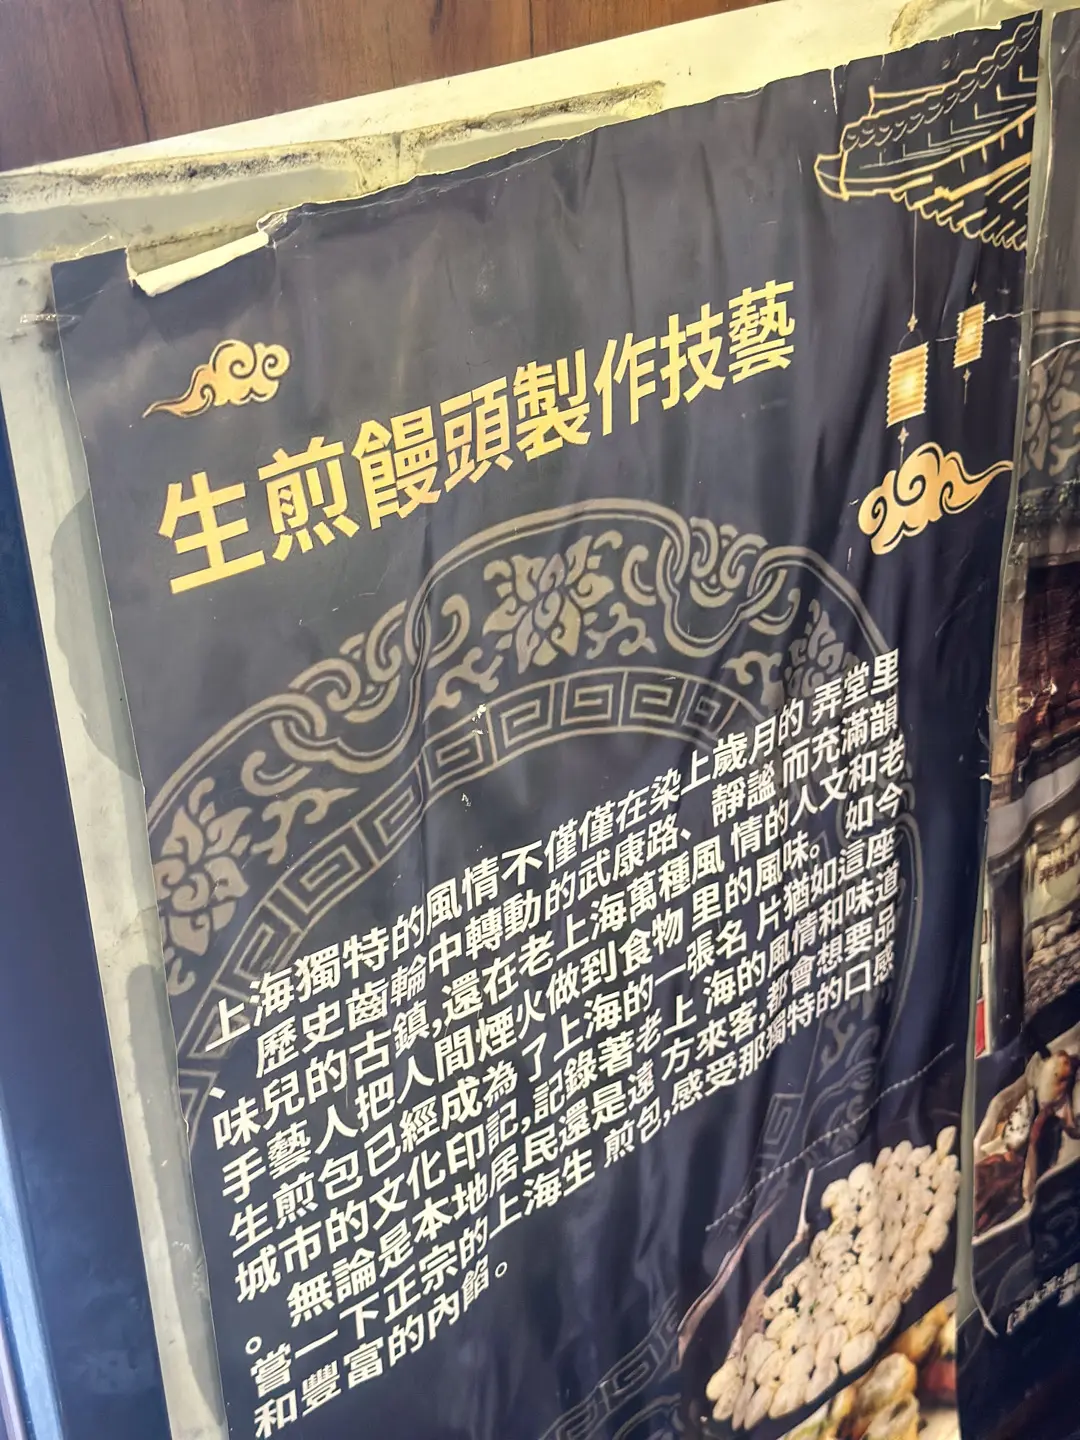 生煎饅頭製作技藝
上海獨特的風情不僅僅在染上歲月的 弄堂里
、歷史齒輪中轉動的武康路、靜謐 而充滿韻
味兒的古鎮,還在老上海萬種風 情的人文和老
手藝人把人間煙火做到食物 里的風味。 如今
生煎包已經成為 了上海的一張名 片猶如這座
城市的文化印記,記錄著老上 海的風情和味道
。無論是本地居民還是遠 方來客,都會想要品
嘗一下正宗的上海生 煎包,感受那獨特的口感
和豐富的內餡。